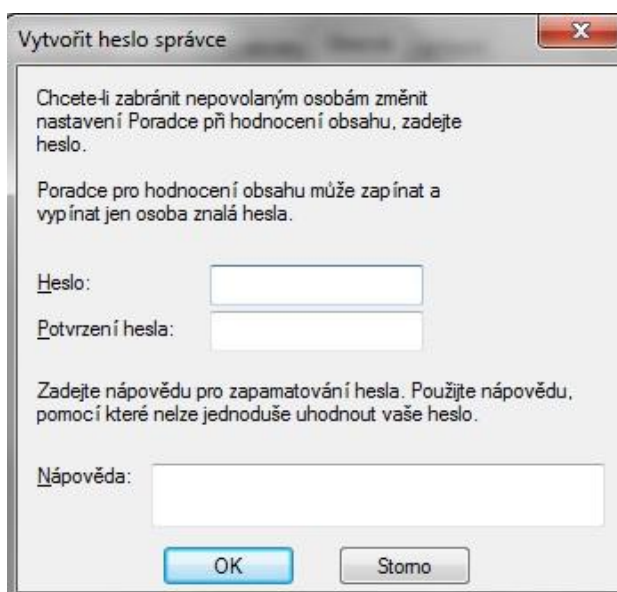 Vytvořit heslo správce
Chcete-li zabránit nepovolaným osobám změnit
nastavení Poradce při hodnocení obsahu, zadejte
heslo.
Poradce pro hodnocení obsahu může zapínat a
vypínat jen osoba znalá hesla.
Heslo:
Potvrzení hesla:
Zadejte nápovědu pro zapamatování hesla. Použijte nápovědu,
pomocí které nelze jednoduše uhodnout vaše heslo.
Nápověda:
OK Storno